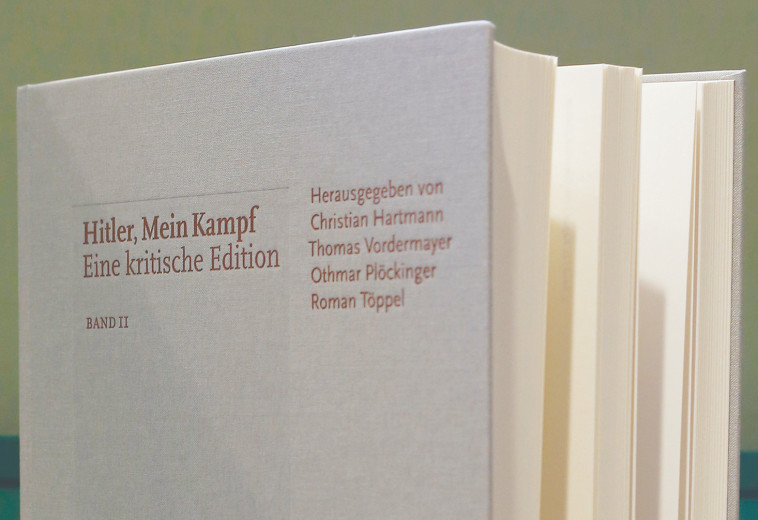 Hitler, Mein Kampf
Eine kritische Edition
BAND II
Herausgegeben von
Christian Hartmann
Thomas Vordermayer
Othmar Plöckinger
Roman Töppel